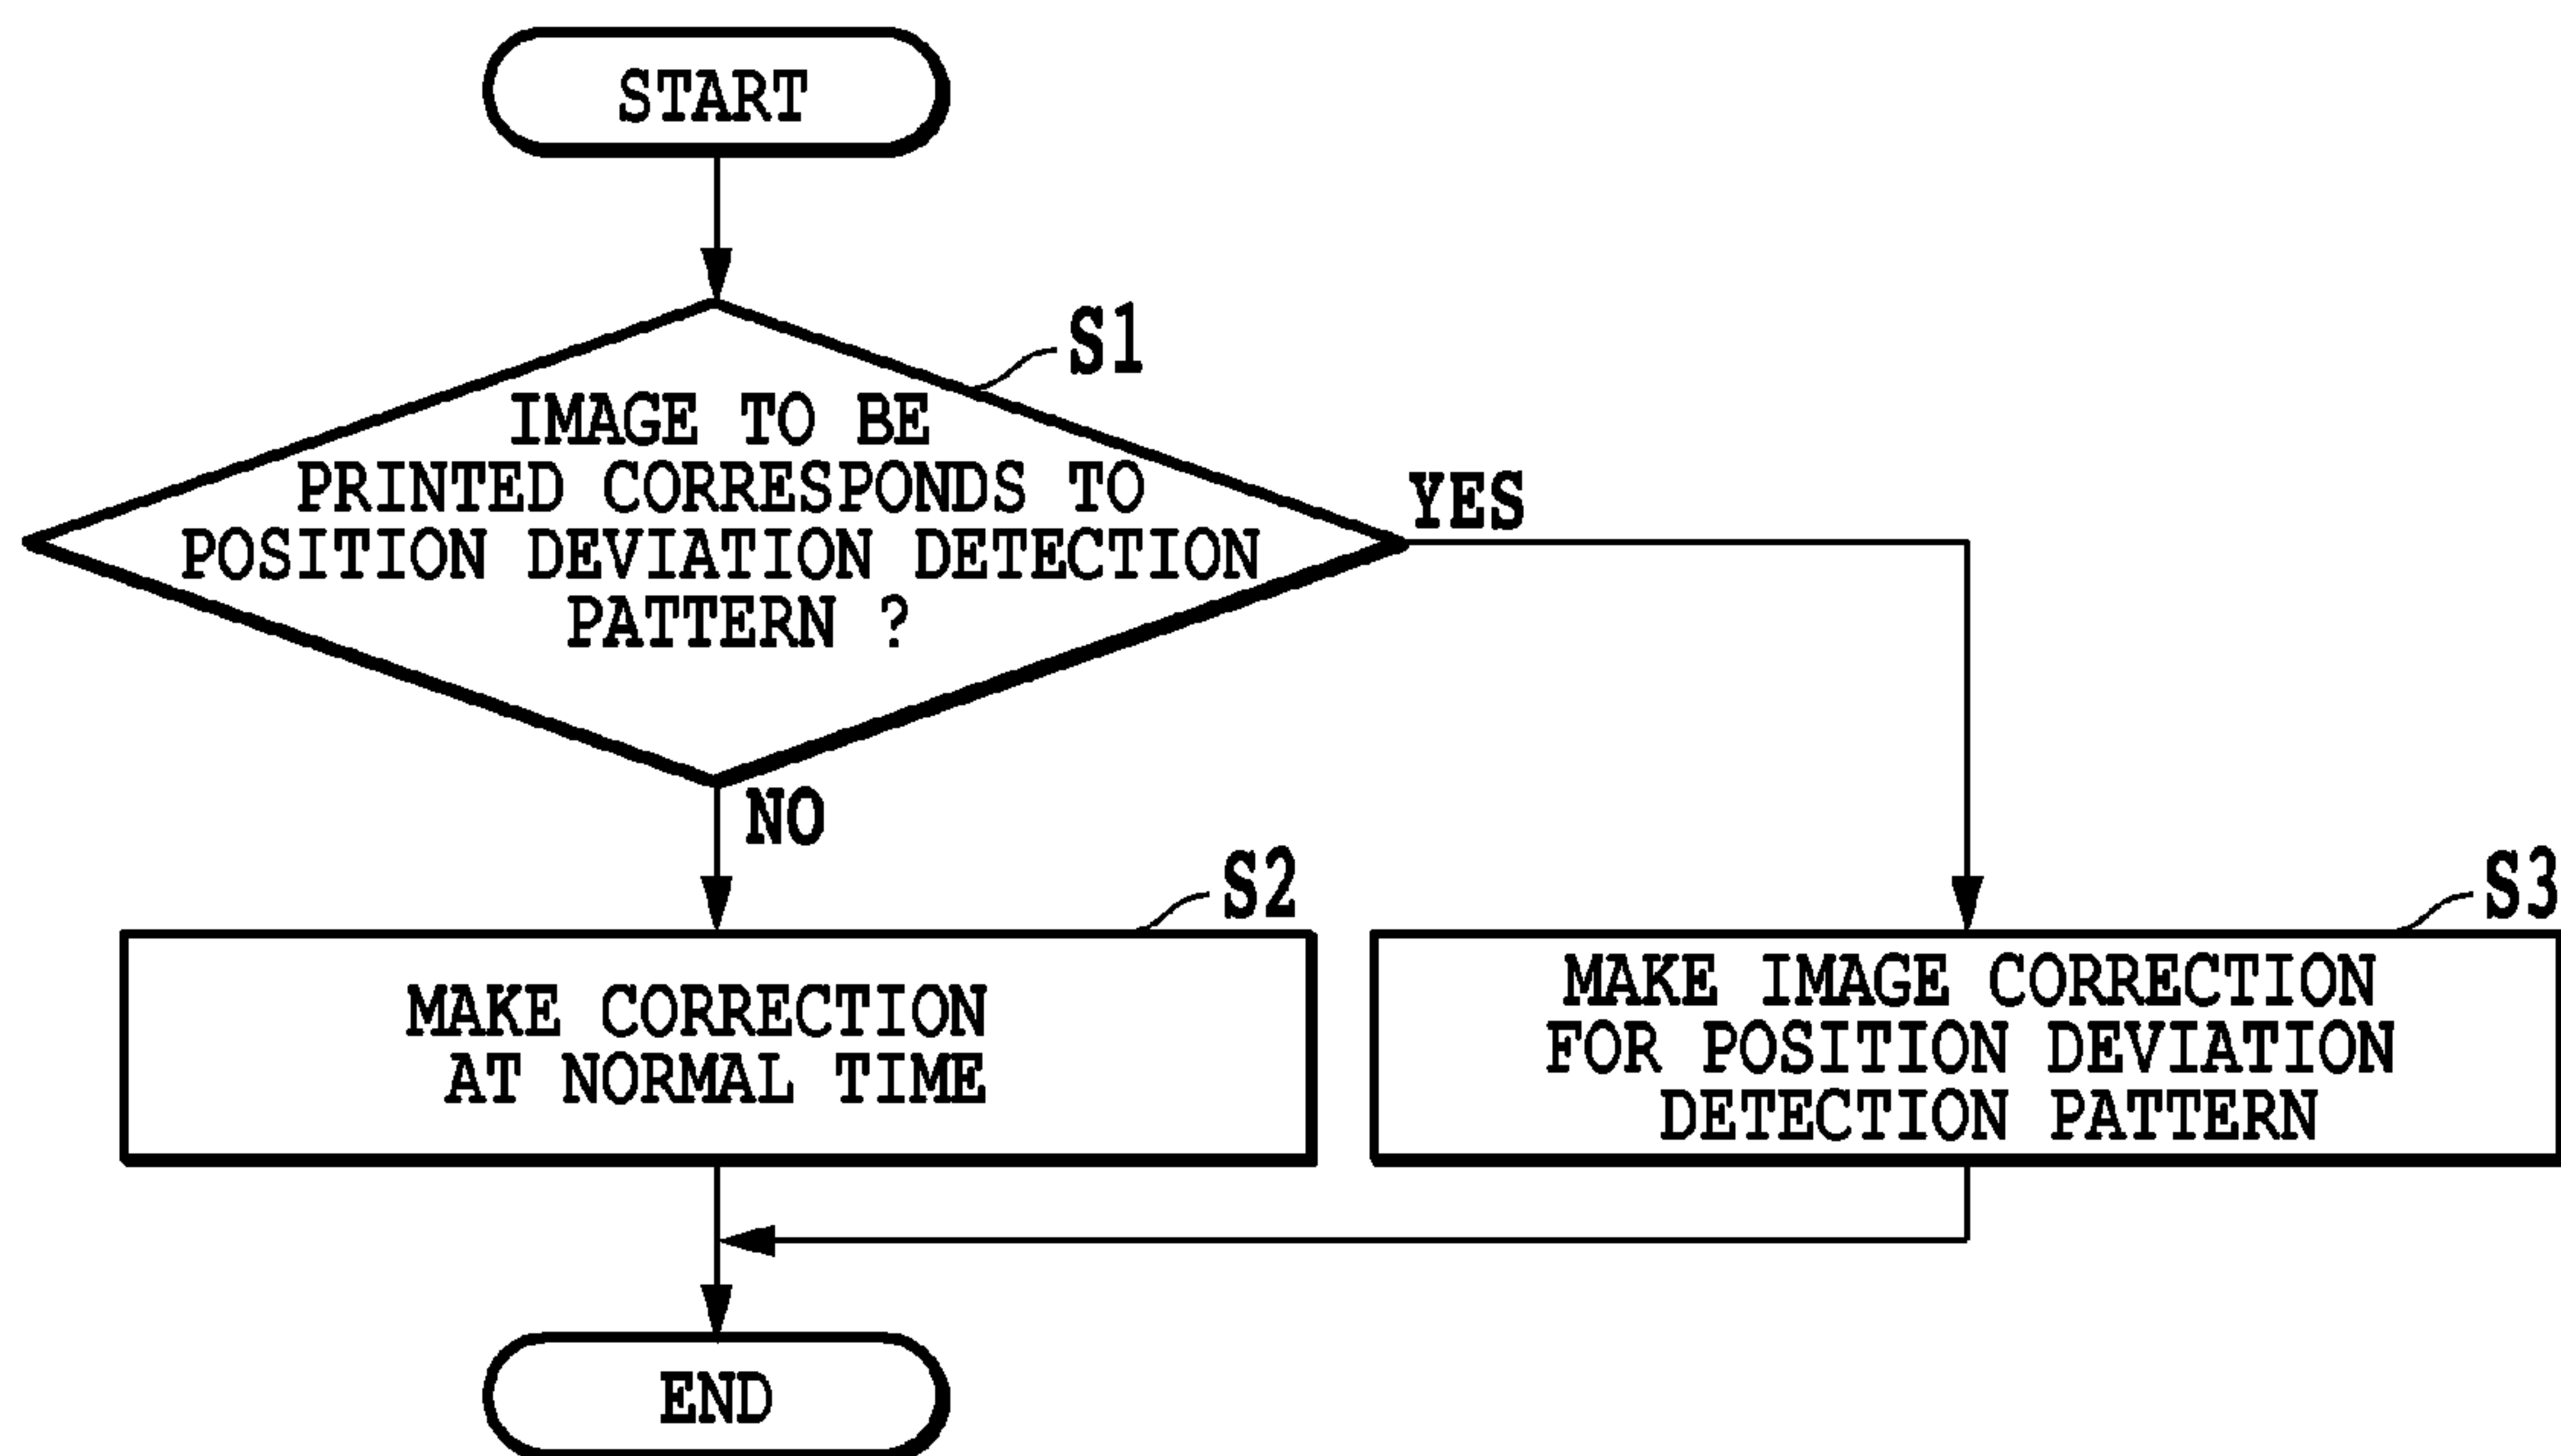 START
S1
IMAGE TO BE
PRINTED CORRESPONDS TO
POSITION DEVIATION DETECTION
PATTERN ?
YES
NO
S2
MAKE CORRECTION
AT NORMAL TIME
S3
MAKE IMAGE CORRECTION
FOR POSITION DEVIATION
DETECTION PATTERN
END